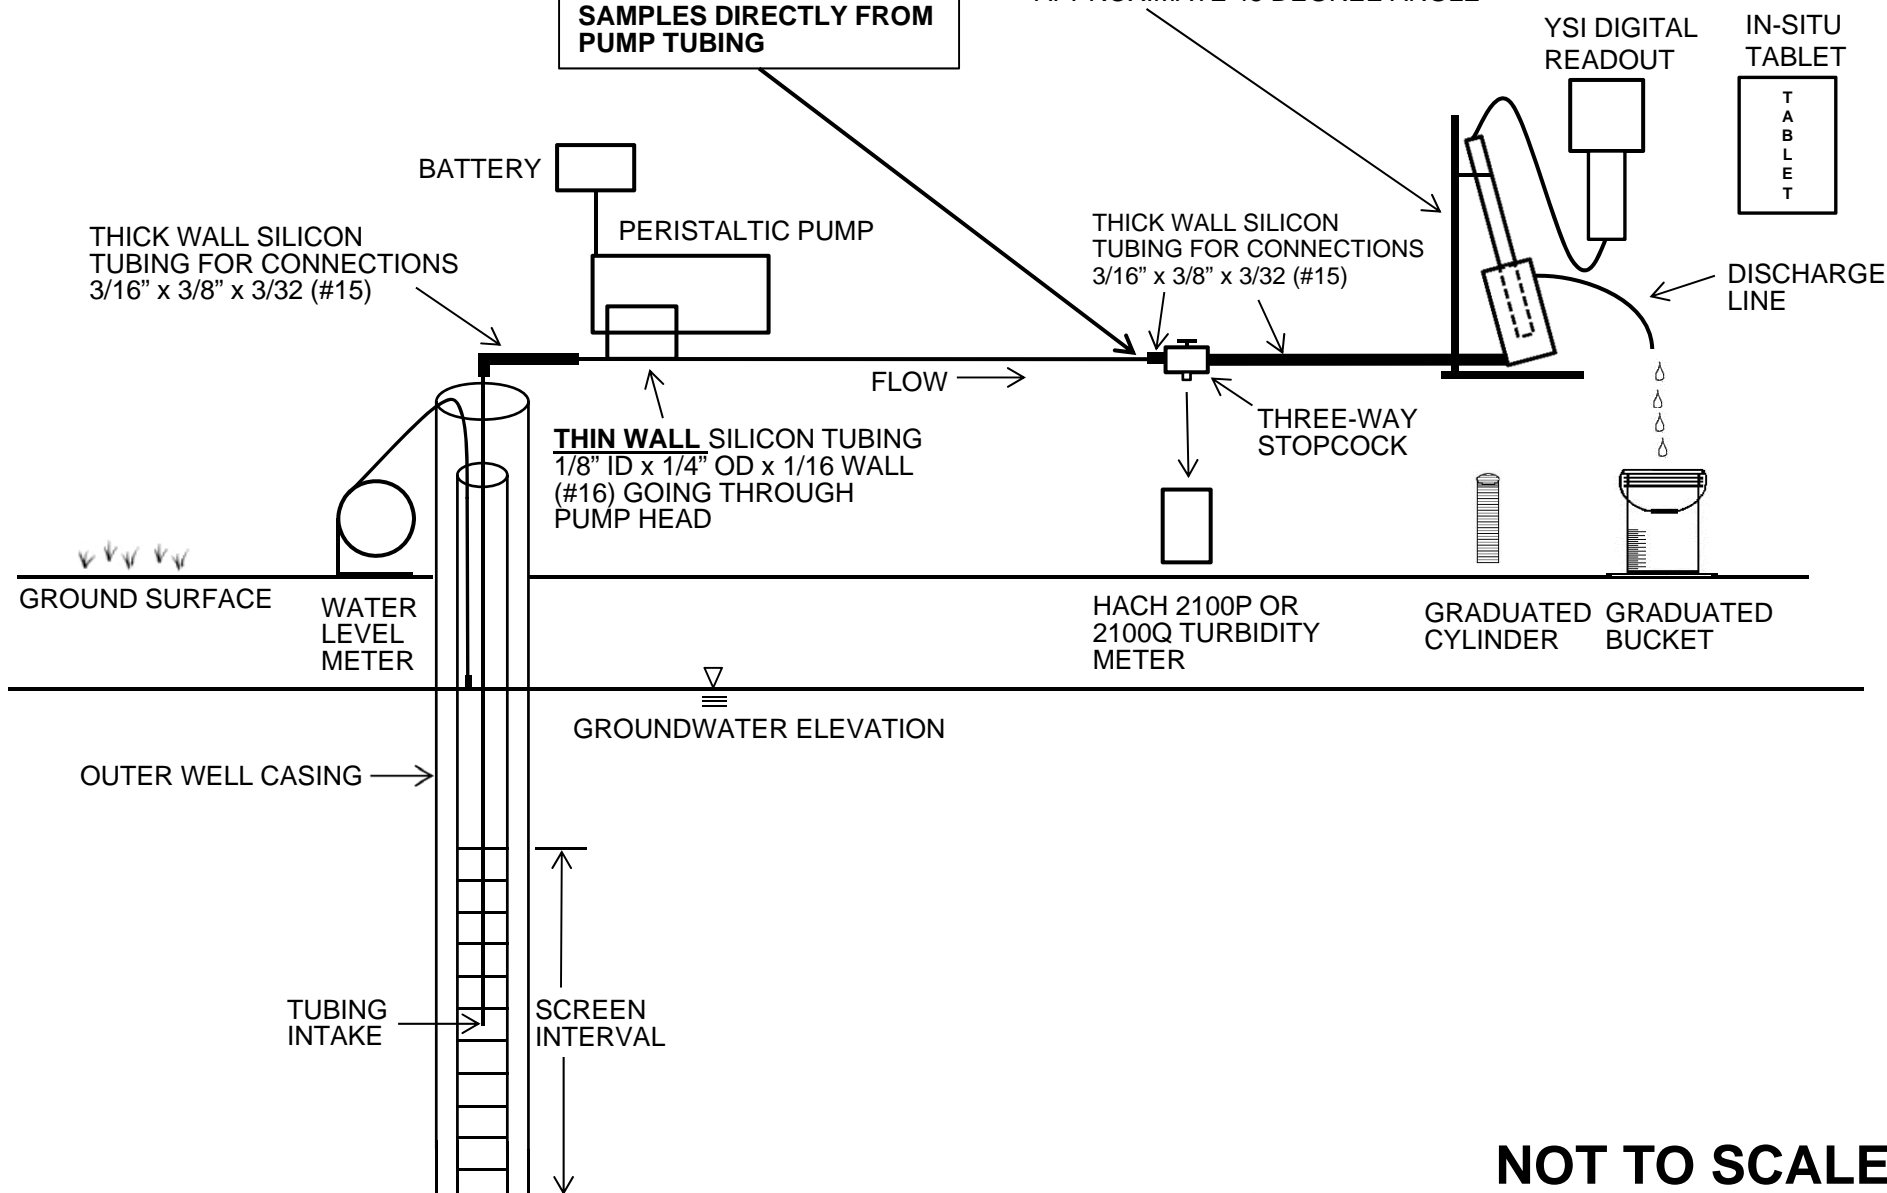 SAMPLES DIRECTLY FROM
PUMP TUBING
YSI DIGITAL
READOUT
IN-SITU
TABLET
TABLET
BATTERY
PERISTALTIC PUMP
THICK WALL SILICON
TUBING FOR CONNECTIONS
3/16” x 3/8” x 3/32 (#15)
THICK WALL SILICON
TUBING FOR CONNECTIONS
3/16” x 3/8” x 3/32 (#15)
DISCHARGE
LINE
FLOW
THREE-WAY
STOPCOCK
THIN WALL SILICON TUBING
1/8” ID x 1/4” OD x 1/16 WALL
(#16) GOING THROUGH
PUMP HEAD
GROUND SURFACE
WATER
LEVEL
METER
HACH 2100P OR
2100Q TURBIDITY
METER
GRADUATED
CYLINDER
GRADUATED
BUCKET
GROUNDWATER ELEVATION
OUTER WELL CASING
TUBING
INTAKE
SCREEN
INTERVAL
NOT TO SCALE